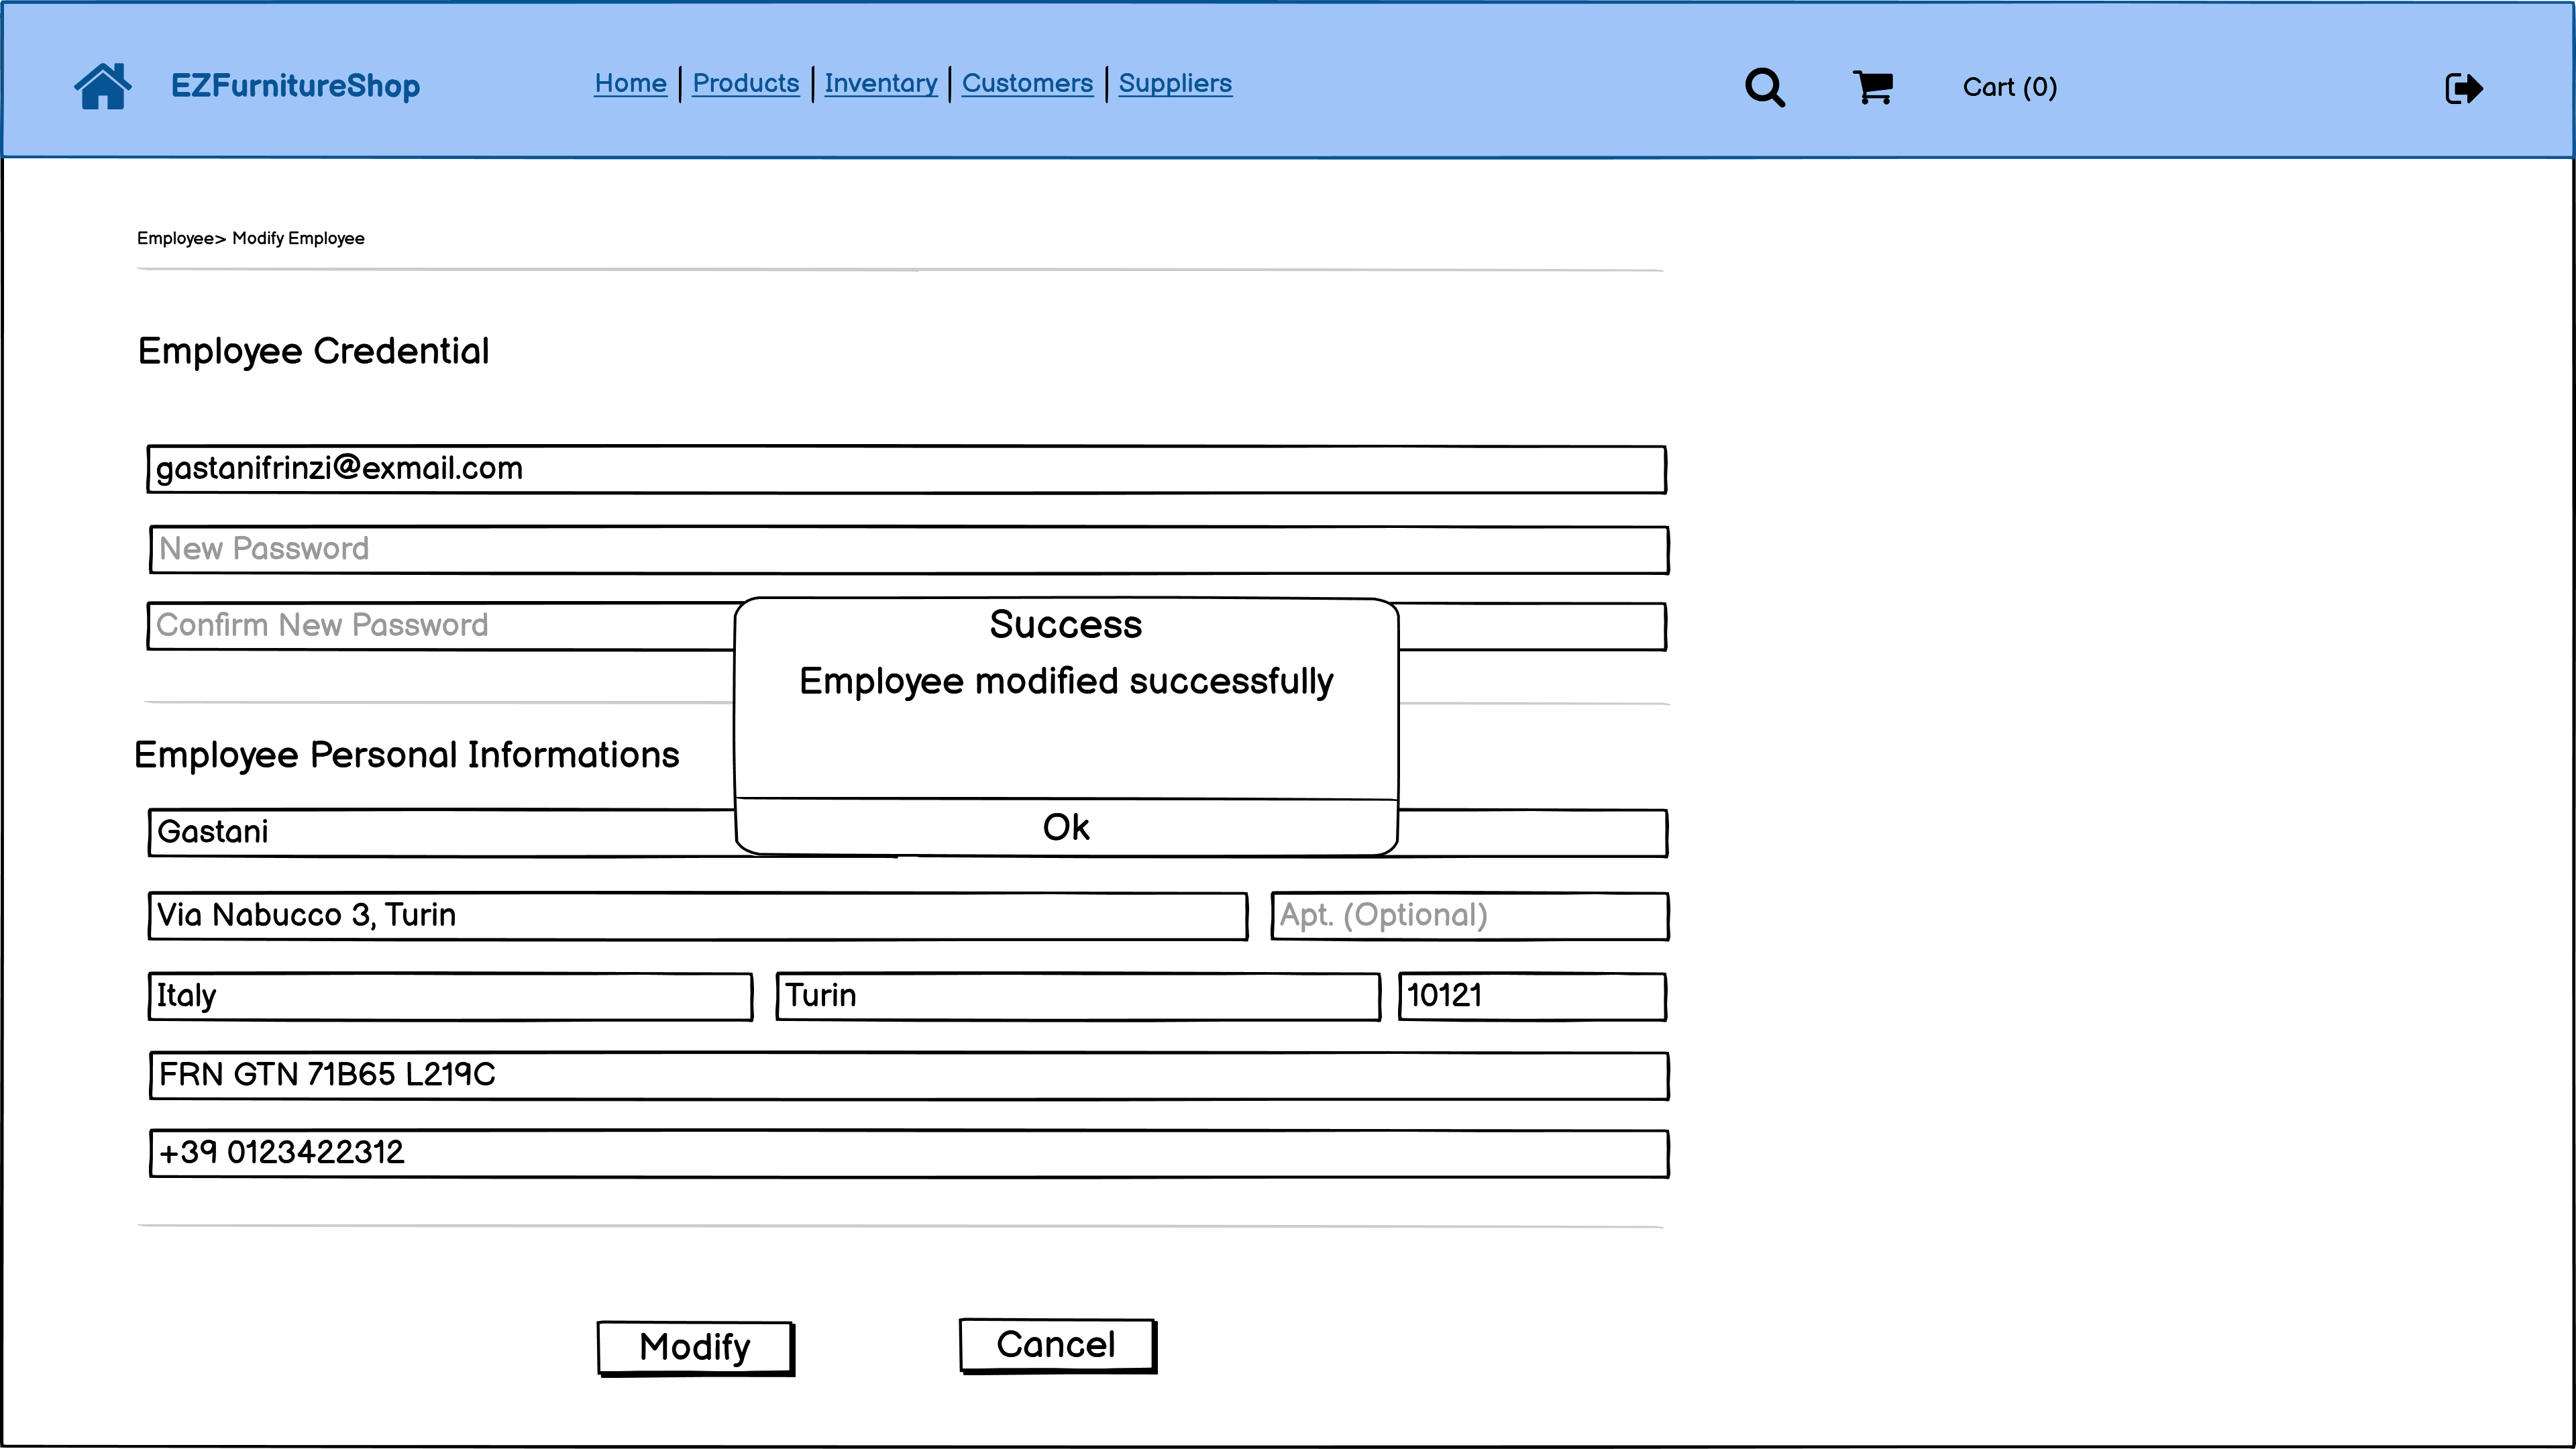 EZFurnitureShop
Home | Products | Inventory | Customers | Suppliers
Cart (0)
Employee> Modify Employee
Employee Credential
gastanifrinzi@exmail.com
New Password
Confirm New Password
Success
Employee modified successfully
Ok
Employee Personal Informations
Gastani
Via Nabucco 3, Turin
Apt. (Optional)
Italy
Turin
10121
FRN GTN 71B65 L219C
+39 0123422312
Modify
Cancel